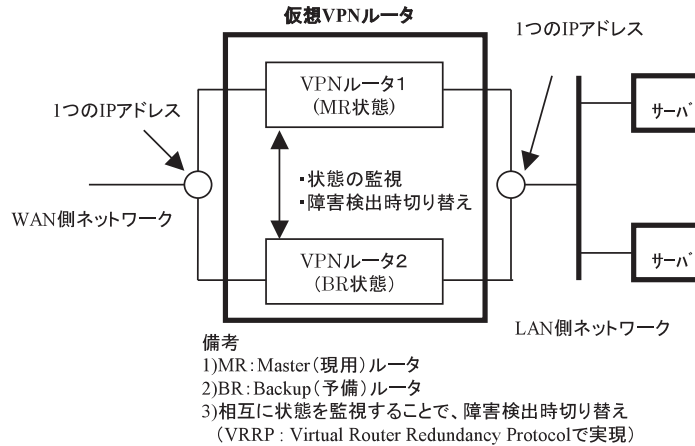 仮想VPNルータ
1つのIPアドレス
VPNルータ1
(MR状態)
1つのIPアドレス
サーバ
・状態の監視
・障害検出時切り替え
WAN側ネットワーク
VPNルータ2
(BR状態)
サーバ
LAN側ネットワーク
備考
1)MR:Master(現用)ルータ
2)BR:Backup(予備)ルータ
3)相互に状態を監視することで、障害検出時切り替え
(VRRP : Virtual Router Redundancy Protocolで実現)